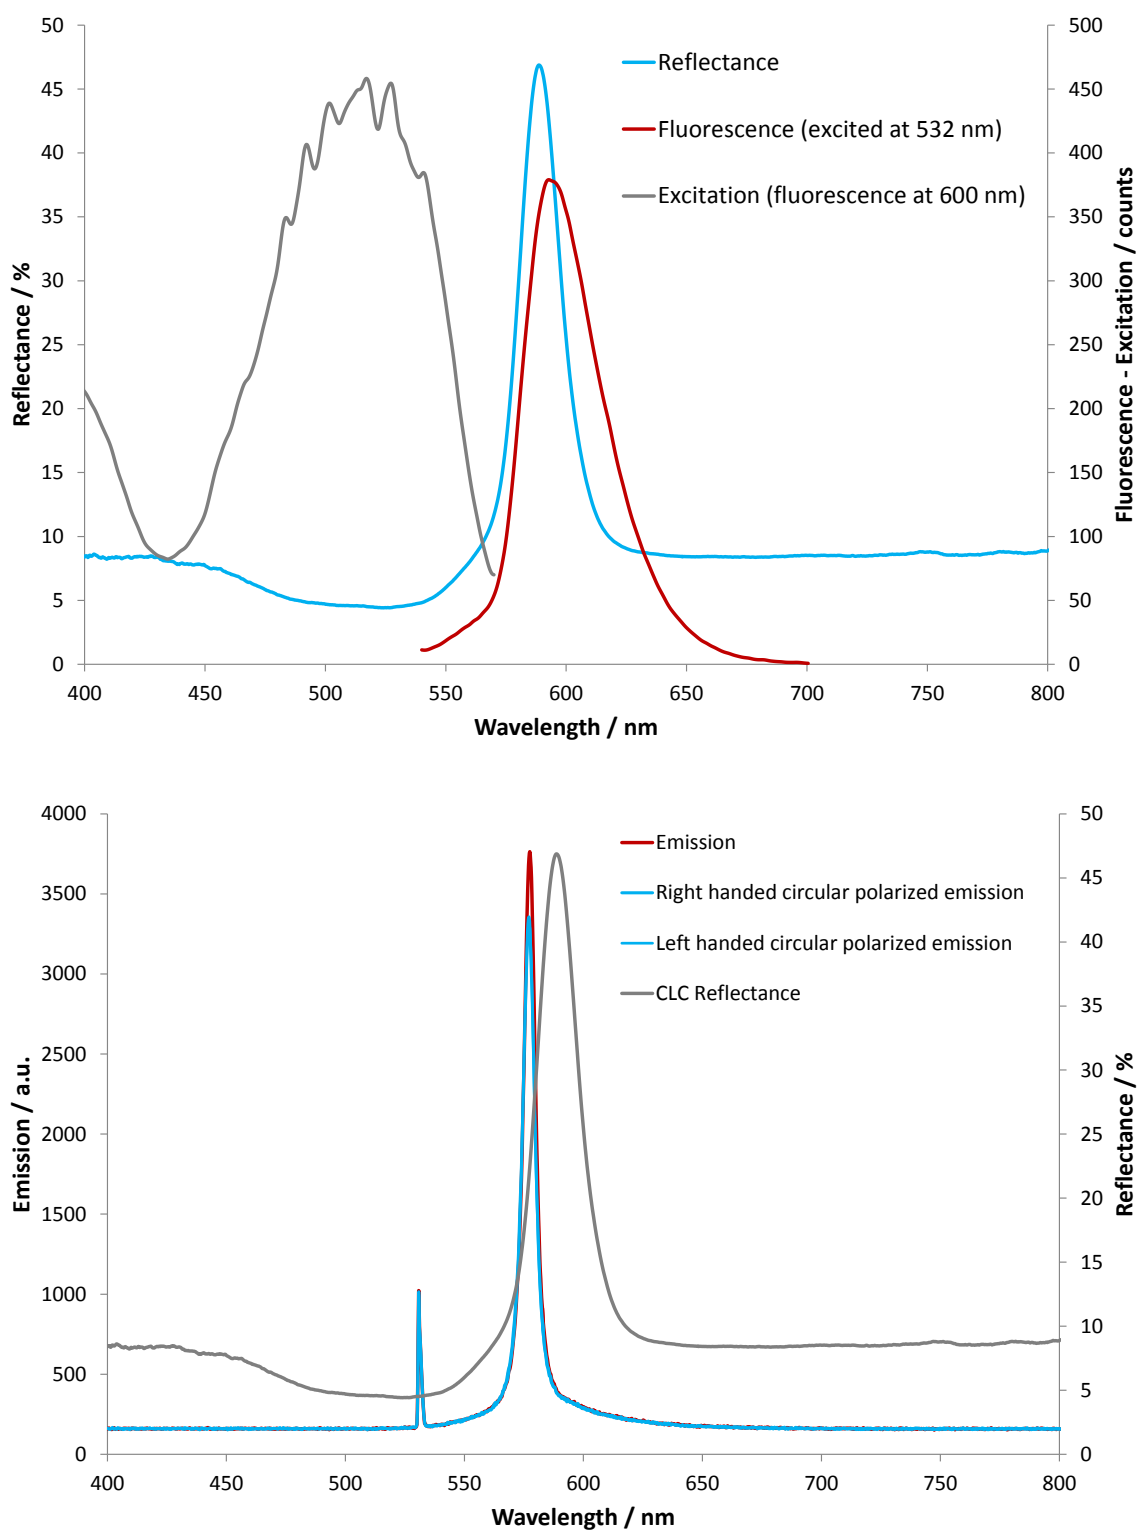 50
45
40
35
30
25
20
15
10
5
0
Reflectance / %
500
450
400
350
300
250
200
150
100
50
0
Fluorescence - Excitation / counts
Reflectance
Fluorescence (excited at 532 nm)
Excitation (fluorescence at 600 nm)
400 450 500 550 600 650 700 750 800
Wavelength / nm
4000
3500
3000
2500
2000
1500
1000
500
0
Emission / a.u.
50
45
40
35
30
25
20
15
10
5
0
Reflectance / %
Emission
Right handed circular polarized emission
Left handed circular polarized emission
CLC Reflectance
400 450 500 550 600 650 700 750 800
Wavelength / nm